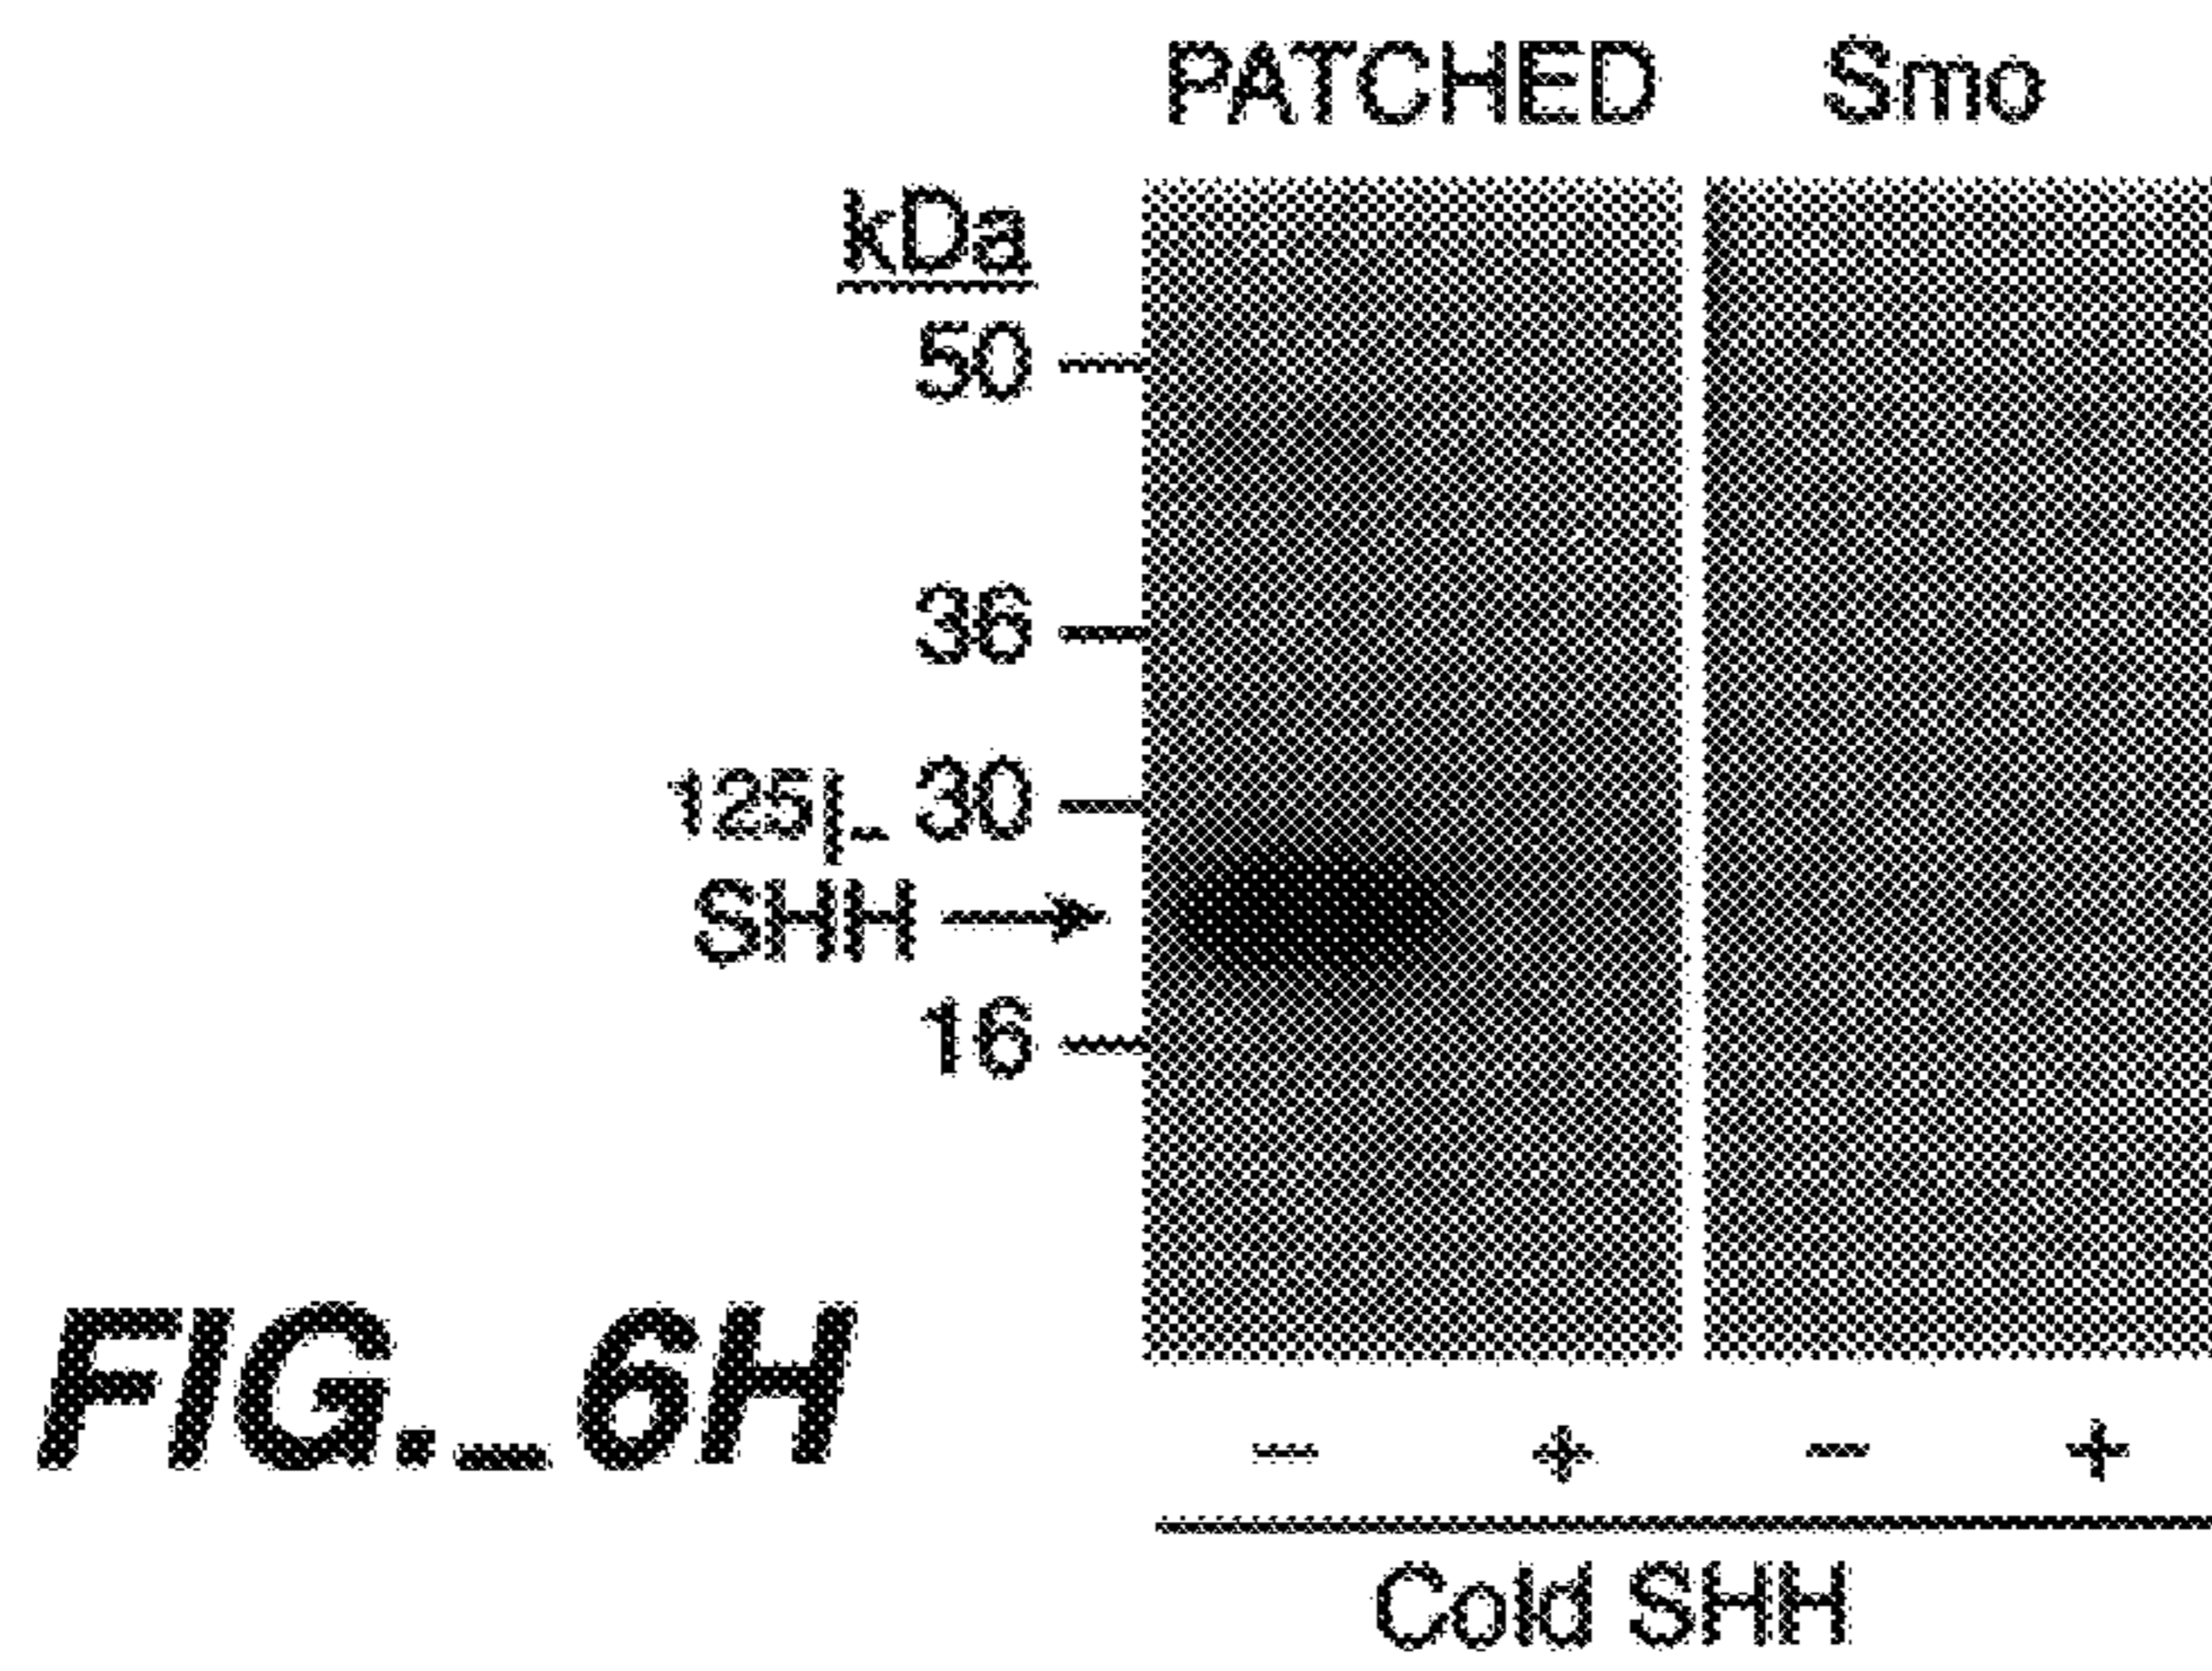 PATCHED Smo
kDa
50
36
125I- 30
SHH
16
FIG._6H
- + - +
Cold SHH